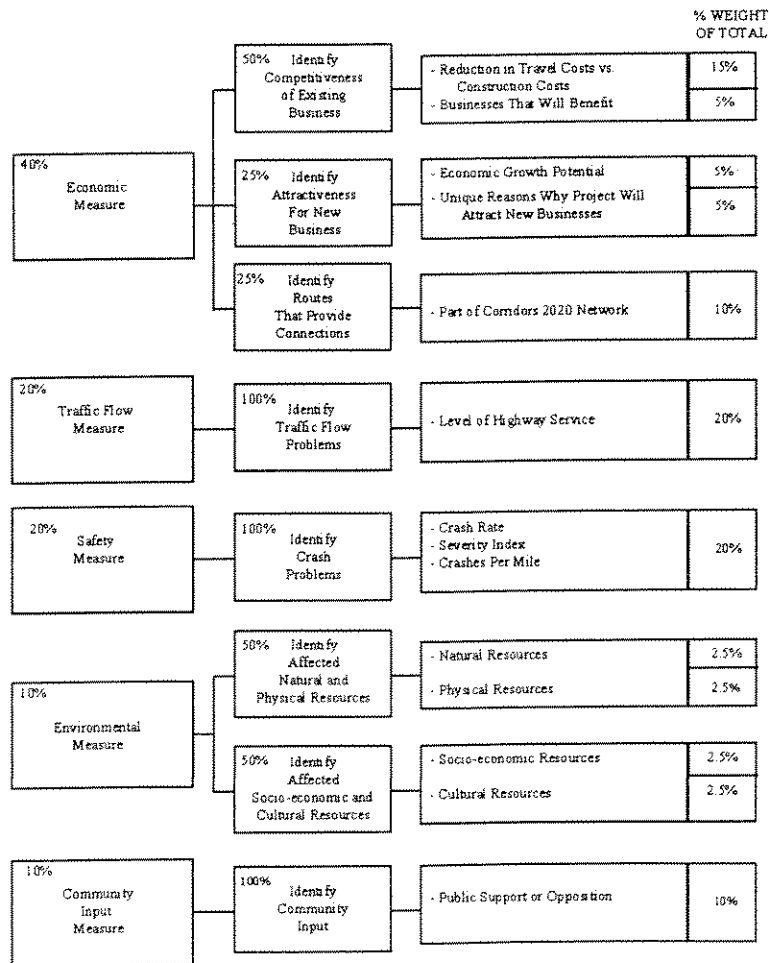 % WEIGHT
OF TOTAL
40%
Economic
Measure
50% Identify
Competitiveness
of Existing
Business
- Reduction in Travel Costs vs.
Construction Costs
- Businesses That Will Benefit
15%
5%
25% Identify
Attractiveness
For New
Business
- Economic Growth Potential
- Unique Reasons Why Project Will
Attract New Businesses
5%
5%
25% Identify
Routes
That Provide
Connections
- Part of Corridors 2020 Network
10%
20%
Traffic Flow
Measure
100% Identify
Traffic Flow
Problems
- Level of Highway Service
20%
20%
Safety
Measure
100% Identify
Crash
Problems
- Crash Rate
- Severity Index
- Crashes Per Mile
20%
10%
Environmental
Measure
50% Identify
Affected
Natural and
Physical Resources
- Natural Resources
- Physical Resources
2.5%
2.5%
50% Identify
Affected
Socio-economic and
Cultural Resources
- Socio-economic Resources
- Cultural Resources
2.5%
2.5%
10%
Community
Input
Measure
100% Identify
Community
Input
- Public Support or Opposition
10%